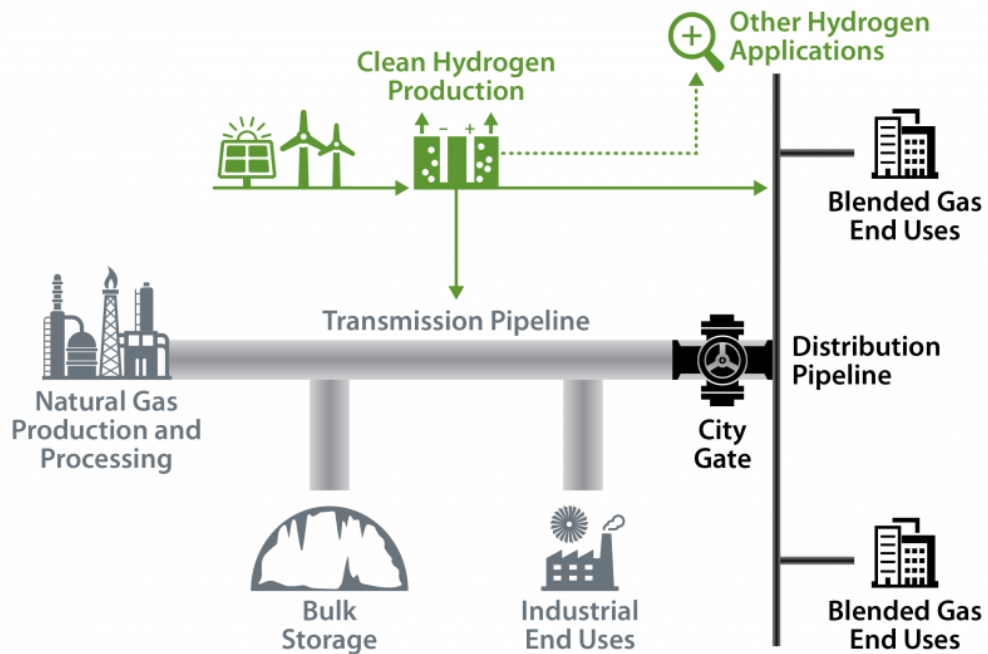 Other Hydrogen
Applications
Clean Hydrogen
Production
− +
Blended Gas
End Uses
Transmission Pipeline
Distribution
Pipeline
Natural Gas
Production and
Processing
City
Gate
Bulk
Storage
Industrial
End Uses
Blended Gas
End Uses